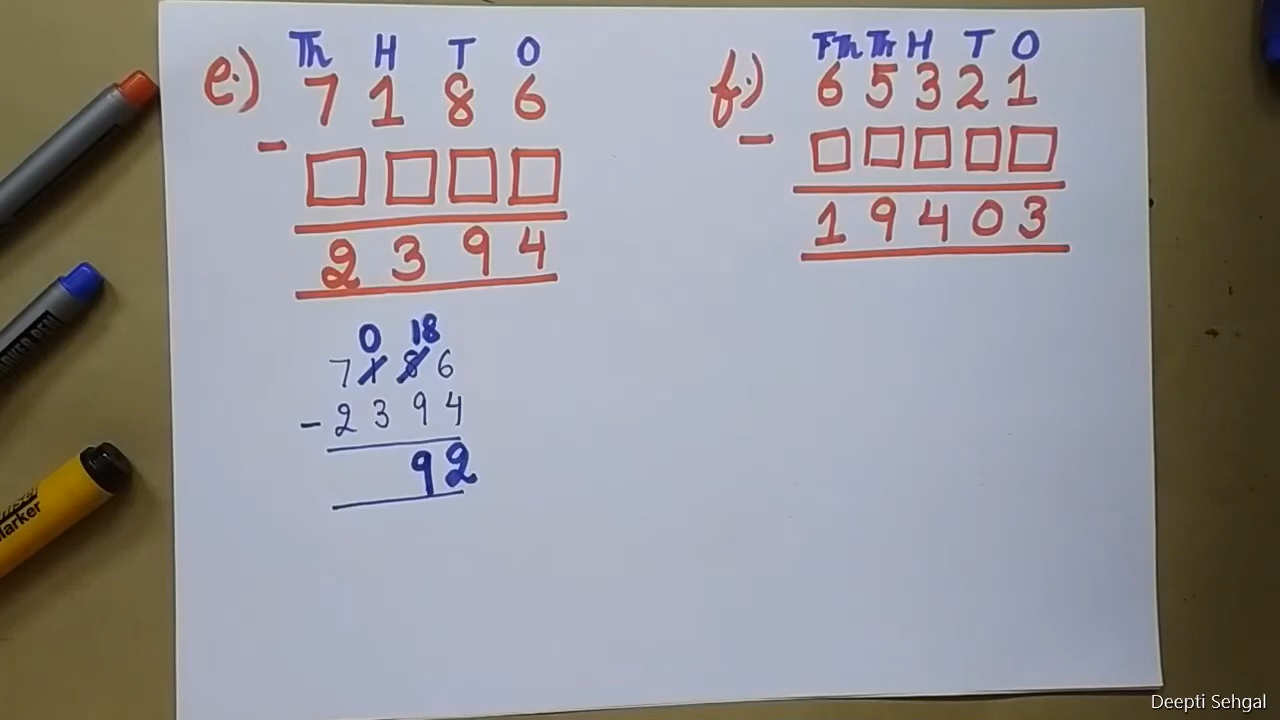 e.) Th H T O
7 1 8 6
- □ □ □ □
2 3 9 4
0 18
7 1 8 6
- 2 3 9 4
9 2
f.) TTh Th H T O
6 5 3 2 1
- □ □ □ □ □
1 9 4 0 3
Marker
Deepti Sehgal